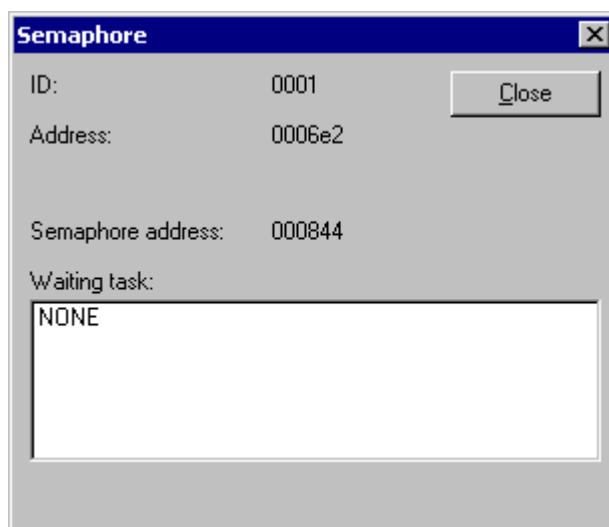 Semaphore
ID: 0001
Close
Address: 0006e2
Semaphore address: 000844
Waiting task:
NONE